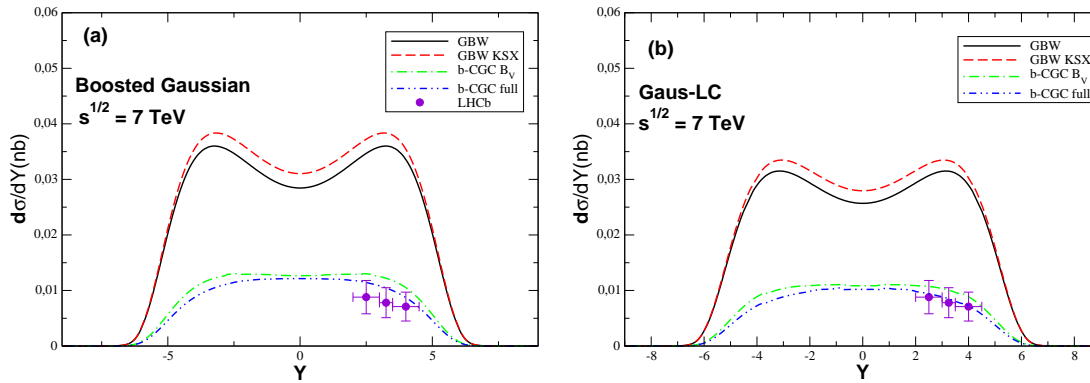 (a)
Boosted Gaussian
s^{1/2} = 7 TeV
GBW
GBW KSX
b-CGC B_V
b-CGC full
LHCb
0,06
0,05
0,04
0,03
0,02
0,01
0
dσ/dY(nb)
-5
0
5
Y
(b)
Gaus-LC
s^{1/2} = 7 TeV
GBW
GBW KSX
b-CGC B_V
b-CGC full
LHCb
0,06
0,05
0,04
0,03
0,02
0,01
0
dσ/dY(nb)
-8
-6
-4
-2
0
2
4
6
8
Y